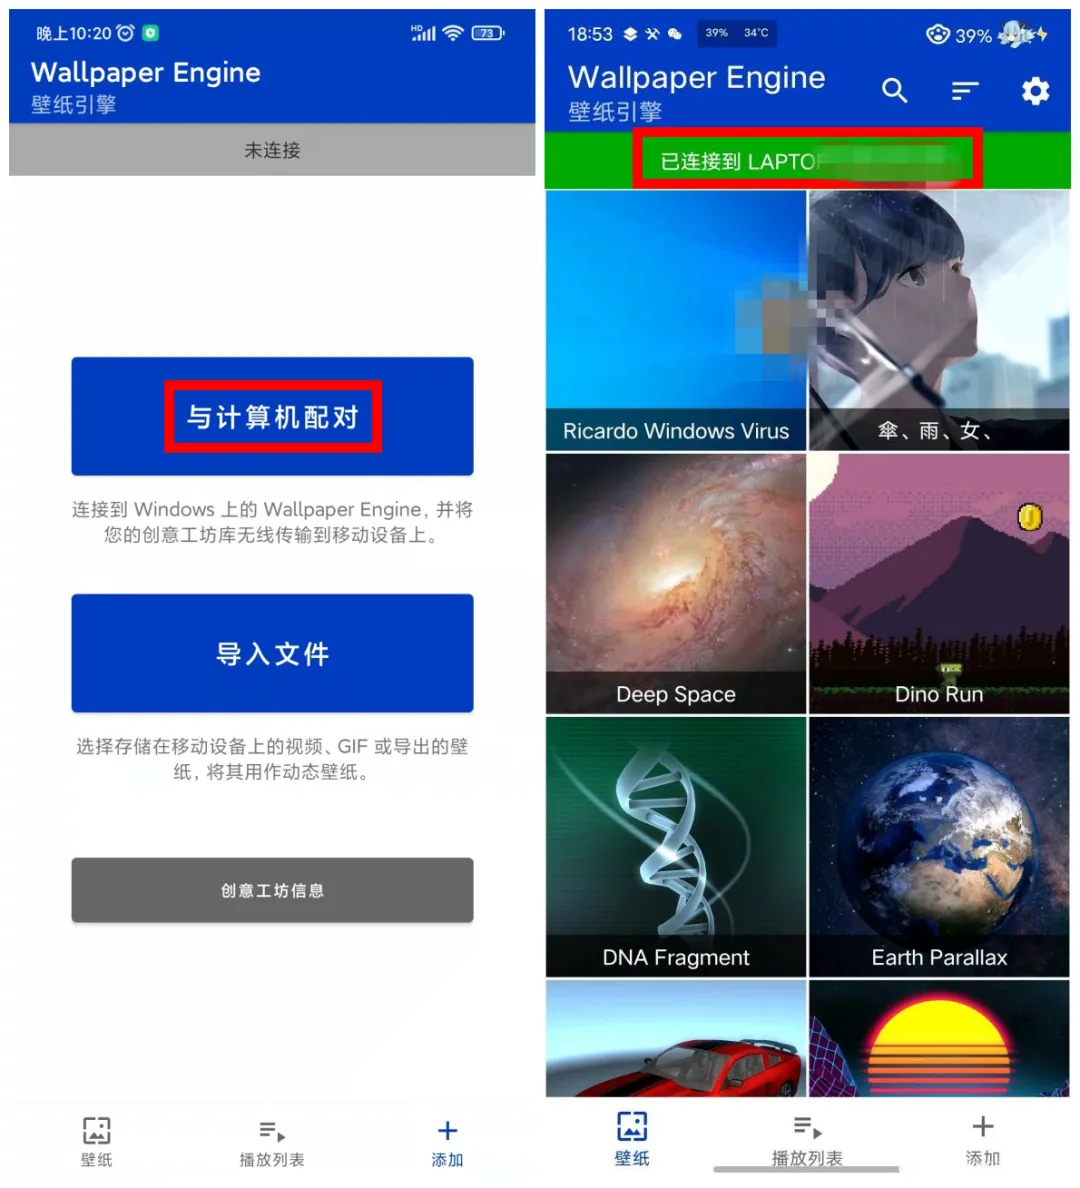 晚上10:20
HD
73
Wallpaper Engine
壁纸引擎
未连接
与计算机配对
连接到 Windows 上的 Wallpaper Engine，并将
您的创意工坊库无线传输到移动设备上。
导入文件
选择存储在移动设备上的视频、GIF 或导出的壁
纸，将其用作动态壁纸。
创意工坊信息
壁纸
播放列表
添加
18:53
39%
34°C
39%
Wallpaper Engine
壁纸引擎
已连接到 LAPTOP
Ricardo Windows Virus
傘、雨、女、
Deep Space
Dino Run
DNA Fragment
Earth Parallax
壁纸
播放列表
添加